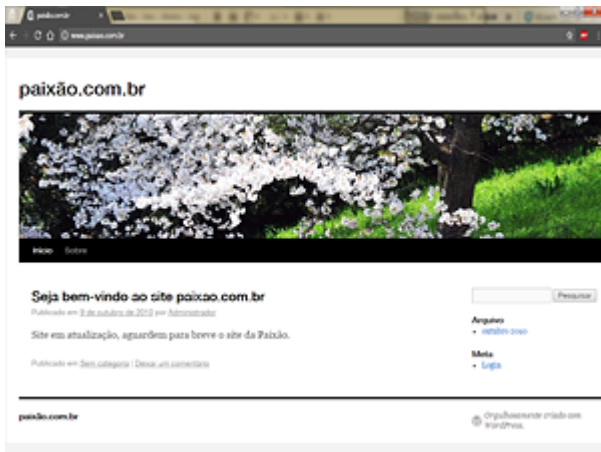 www.paixao.com.br
paixão.com.br
Início Sobre
Seja bem-vindo ao site paixao.com.br
Publicado em 9 de outubro de 2010 por Administrador
Site em atualização, aguardem para breve o site da Paixão.
Publicado em Sem categoria | Deixar um comentário
Pesquisar
Arquivo
outubro 2010
Meta
Login
paixão.com.br
Orgulhosamente criado com
WordPress.